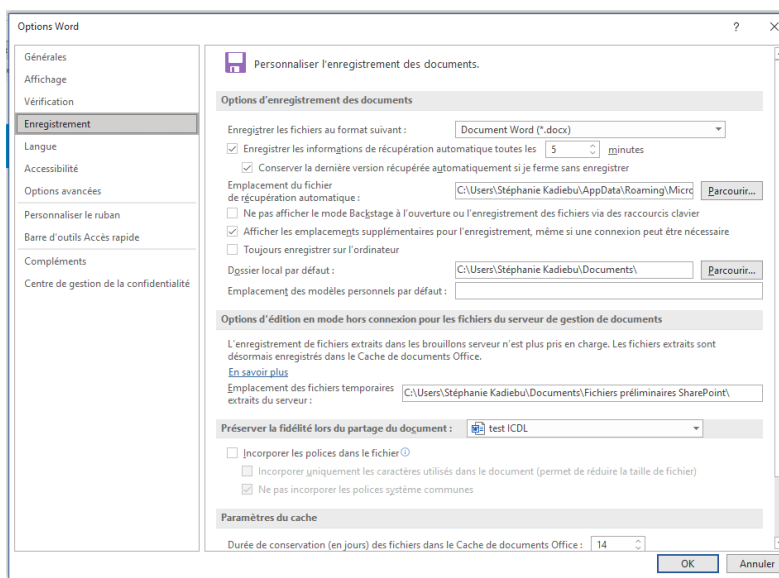 Options Word
?
Générales
Affichage
Vérification
Enregistrement
Langue
Accessibilité
Options avancées
Personnaliser le ruban
Barre d'outils Accès rapide
Compléments
Centre de gestion de la confidentialité
Personnaliser l'enregistrement des documents.
Options d'enregistrement des documents
Enregistrer les fichiers au format suivant : Document Word (*.docx)
Enregistrer les informations de récupération automatique toutes les 5 minutes
Conserver la dernière version récupérée automatiquement si je ferme sans enregistrer
Emplacement du fichier
de récupération automatique : C:\Users\Stéphanie Kadiebu\AppData\Roaming\Micro Parcourir...
Ne pas afficher le mode Backstage à l'ouverture ou l'enregistrement des fichiers via des raccourcis clavier
Afficher les emplacements supplémentaires pour l'enregistrement, même si une connexion peut être nécessaire
Toujours enregistrer sur l'ordinateur
Dossier local par défaut : C:\Users\Stéphanie Kadiebu\Documents\ Parcourir...
Emplacement des modèles personnels par défaut :
Options d'édition en mode hors connexion pour les fichiers du serveur de gestion de documents
L'enregistrement de fichiers extraits dans les brouillons serveur n'est plus pris en charge. Les fichiers extraits sont
désormais enregistrés dans le Cache de documents Office.
En savoir plus
Emplacement des fichiers temporaires
extraits du serveur : C:\Users\Stéphanie Kadiebu\Documents\Fichiers préliminaires SharePoint\
Préserver la fidélité lors du partage du document : test ICDL
Incorporer les polices dans le fichier
Incorporer uniquement les caractères utilisés dans le document (permet de réduire la taille de fichier)
Ne pas incorporer les polices système communes
Paramètres du cache
Durée de conservation (en jours) des fichiers dans le Cache de documents Office : 14
OK
Annuler